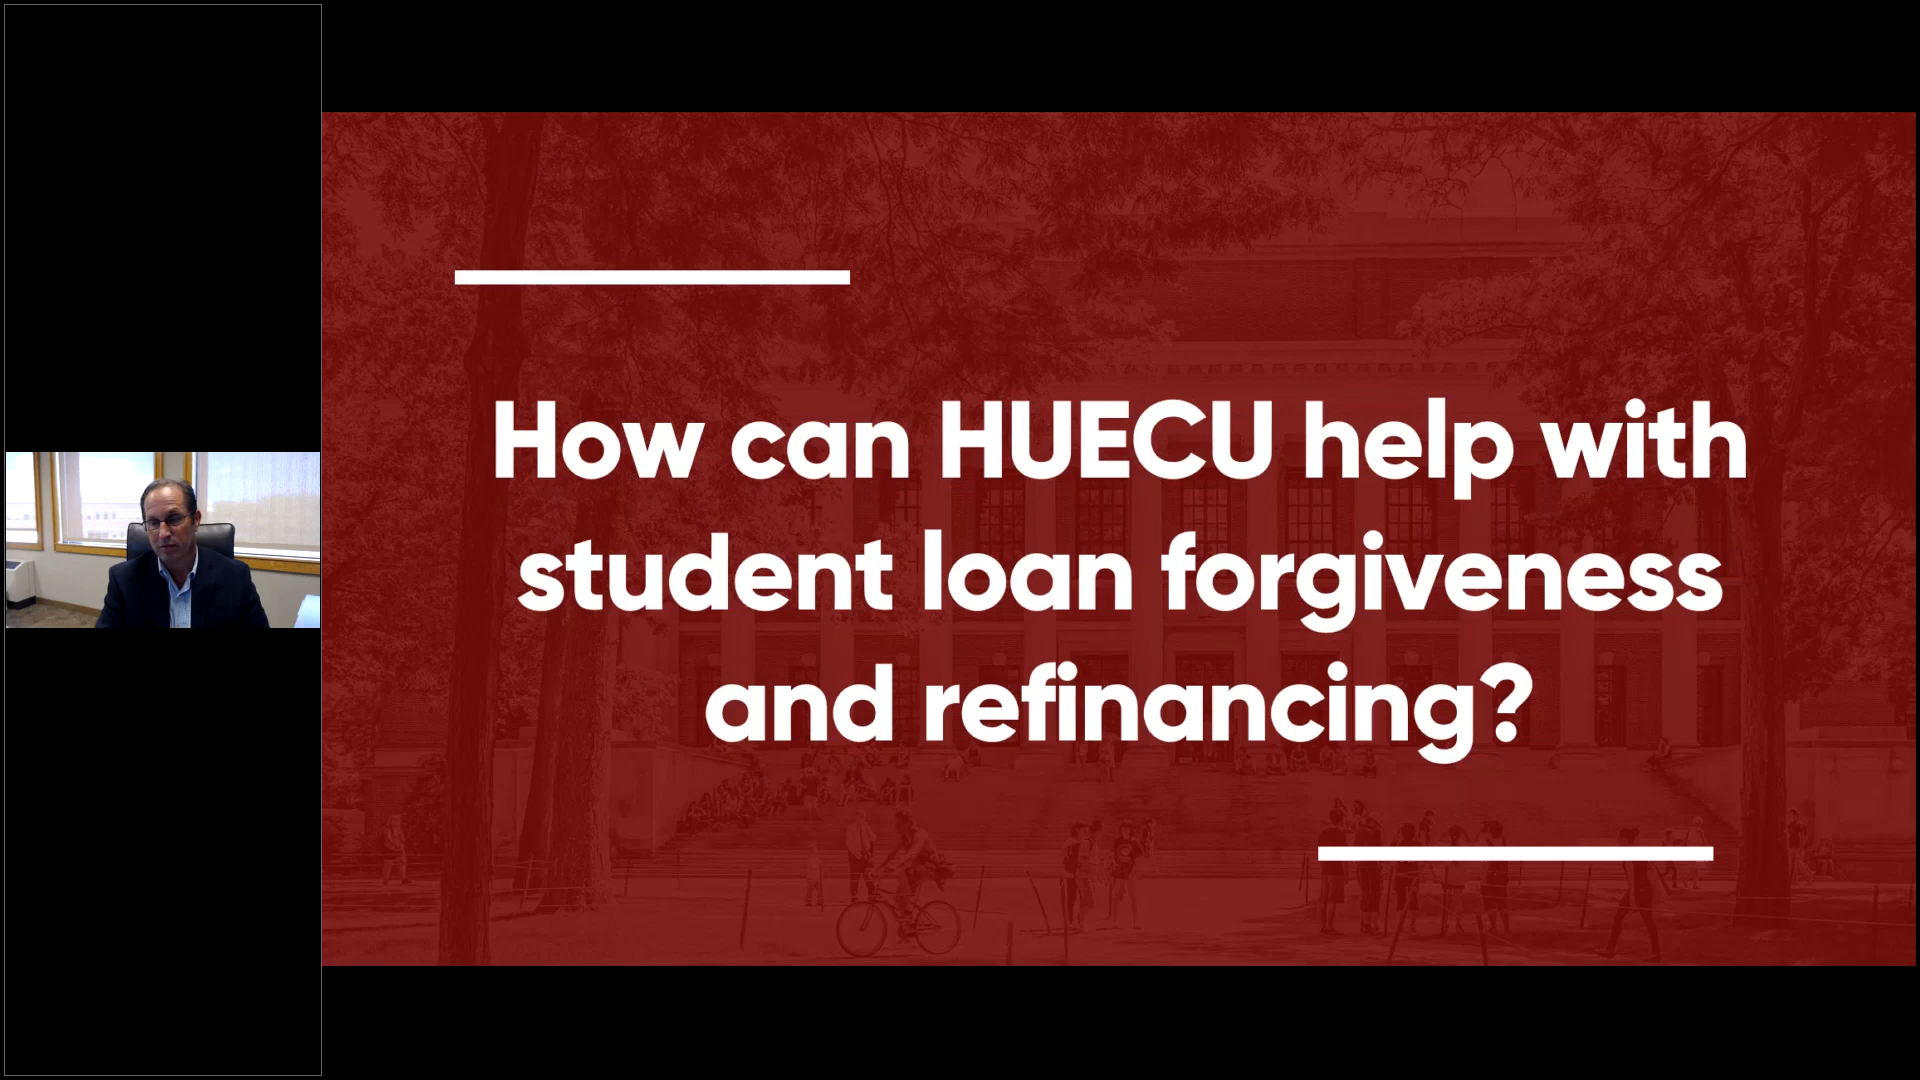 How can HUECU help with
student loan forgiveness
and refinancing?